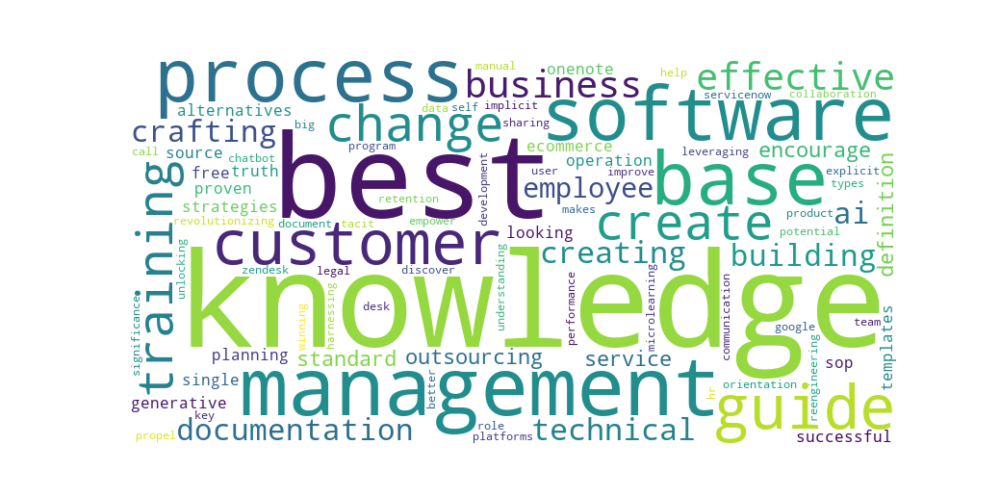 process
manual
business
onenote
help
effective
servicenow
collaboration
alternatives
data
self
implicit
software
crafting
big
change
sharing
program
ecommerce
leveraging
encourage
call
source
chatbot
best
operation
explicit
free
truth
development
user
improve
base
types
proven
retention
employee
definition
training
strategies
makes
revolutionizing
document
tacit
empower
create
product
ai
customer
looking
potential
unlocking
creating
building
zendesk
legal
discover
understanding
knowledge
significance
winning
harnessing
desk
performance
microlearning
communication
google
team
reengineering
templates
planning
standard
outsourcing
service
sop
single
management
better
hr
orientation
generative
key
guide
propel
documentation
role
platforms
technical
successful